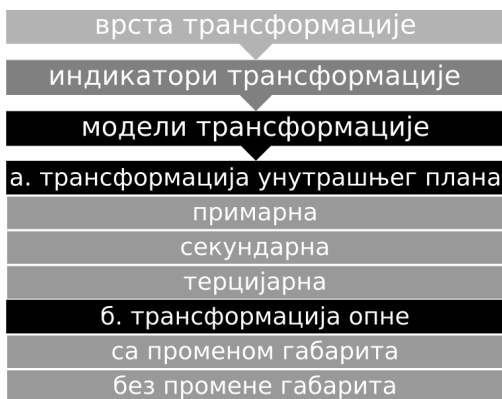 врста трансформације
индикатори трансформације
модели трансформације
а. трансформација унутрашњег плана
примарна
секундарна
терцијарна
б. трансформација опне
са променом габарита
без промене габарита